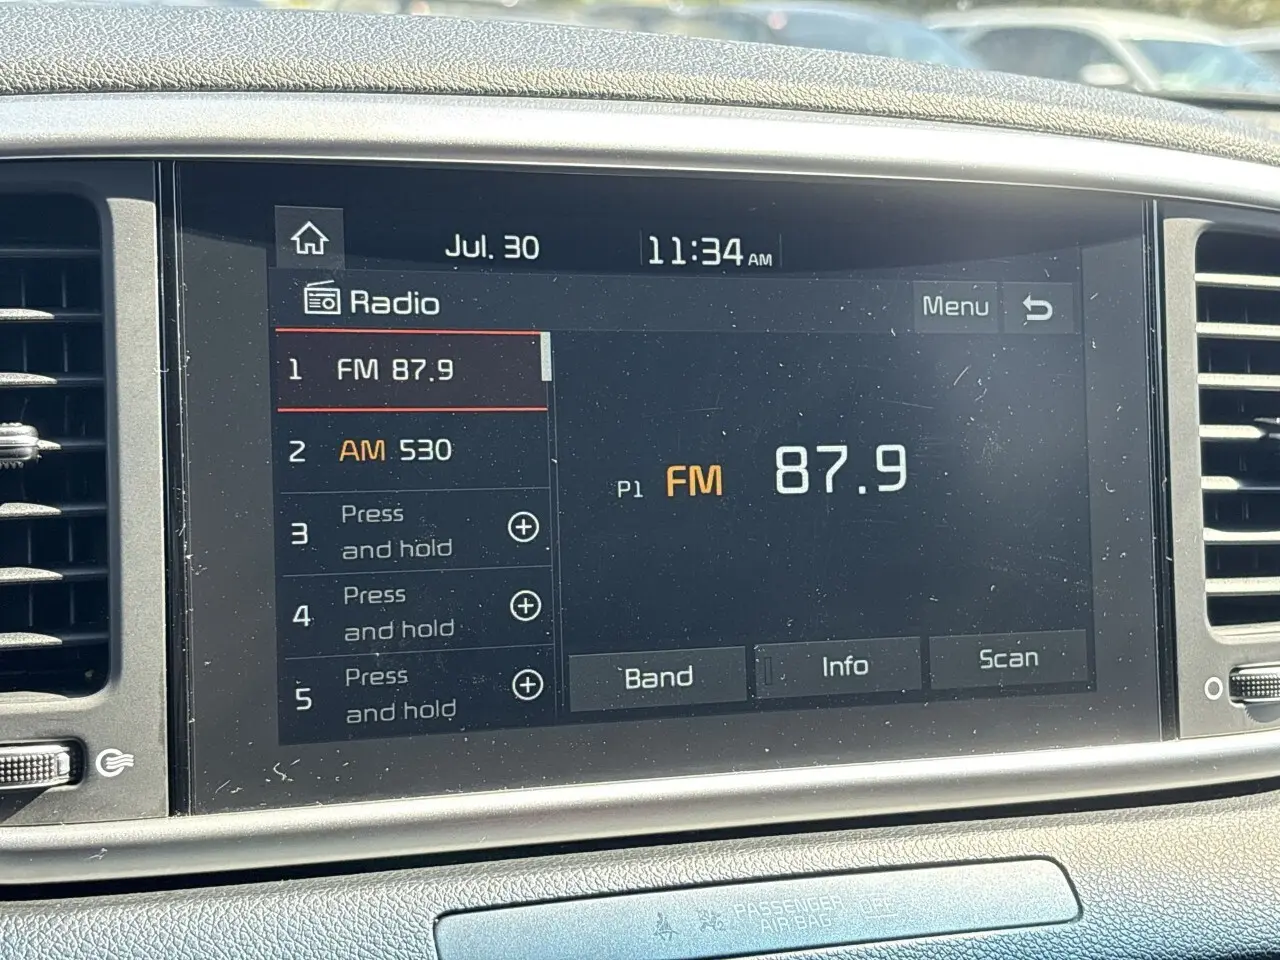 Jul. 30 11:34 AM
Radio Menu
1 FM 87.9
2 AM 530
3 Press
and hold
4 Press
and hold
5 Press
and hold
P1 FM 87.9
Band Info Scan
PASSENGER
AIR BAG
OFF